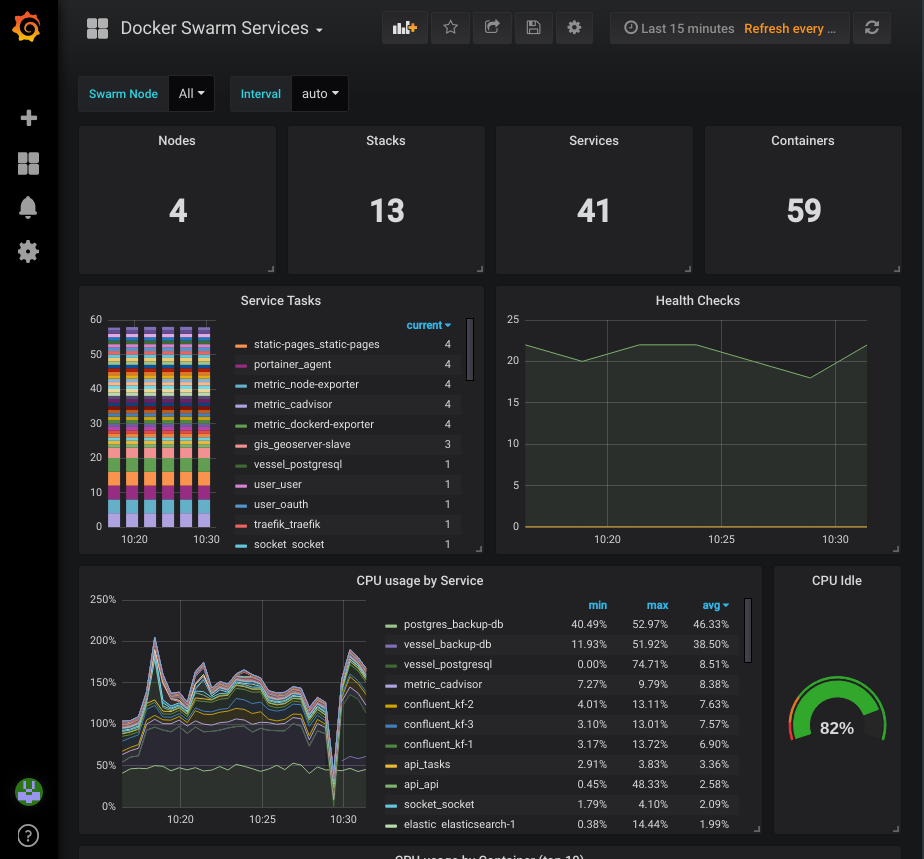 Docker Swarm Services
Last 15 minutes Refresh every ...
Swarm Node All
Interval auto
Nodes
4
Stacks
13
Services
41
Containers
59
Service Tasks
60
50
40
30
20
10
0
10:20 10:30
current
static-pages_static-pages 4
portainer_agent 4
metric_node-exporter 4
metric_cadvisor 4
metric_dockerd-exporter 4
gis_geoserver-slave 3
vessel_postgresql 1
user_user 1
user_oauth 1
traefik_traefik 1
socket_socket 1
Health Checks
25
20
15
10
5
0
10:20 10:25 10:30
CPU usage by Service
250%
200%
150%
100%
50%
0%
10:20 10:25 10:30
min max avg
postgres_backup-db 40.49% 52.97% 46.33%
vessel_backup-db 11.93% 51.92% 38.50%
vessel_postgresql 0.00% 74.71% 8.51%
metric_cadvisor 7.27% 9.79% 8.38%
confluent_kf-2 4.01% 13.11% 7.63%
confluent_kf-3 3.10% 13.01% 7.57%
confluent_kf-1 3.17% 13.72% 6.90%
api_tasks 2.91% 3.83% 3.36%
api_api 0.45% 48.33% 2.58%
socket_socket 1.79% 4.10% 2.09%
elastic_elasticsearch-1 0.38% 14.44% 1.99%
CPU Idle
82%
CPU usage by Container (top 10)